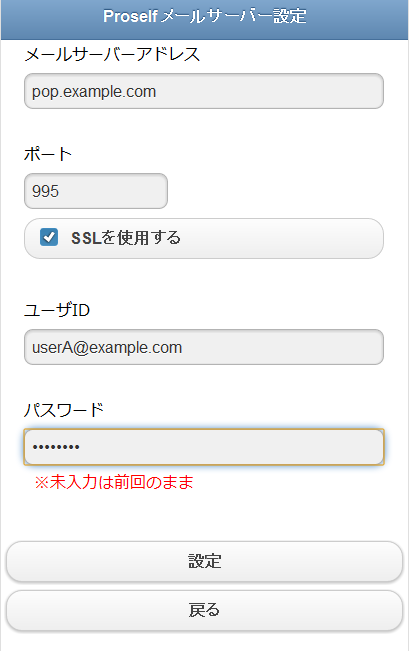 Proself メールサーバー設定
メールサーバーアドレス
pop.example.com
ポート
995
SSLを使用する
ユーザID
userA@example.com
パスワード
••••••••
※未入力は前回のまま
設定
戻る